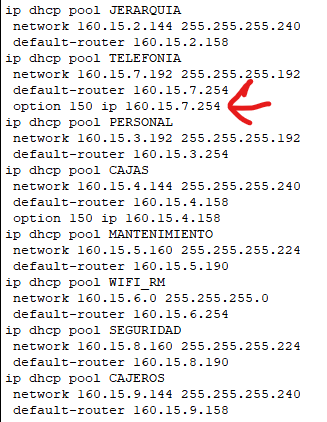 ip dhcp pool JERARQUIA
network 160.15.2.144 255.255.255.240
default-router 160.15.2.158
ip dhcp pool TELEFONIA
network 160.15.7.192 255.255.255.192
default-router 160.15.7.254
option 150 ip 160.15.7.254
ip dhcp pool PERSONAL
network 160.15.3.192 255.255.255.192
default-router 160.15.3.254
ip dhcp pool CAJAS
network 160.15.4.144 255.255.255.240
default-router 160.15.4.158
option 150 ip 160.15.4.158
ip dhcp pool MANTENIMIENTO
network 160.15.5.160 255.255.255.224
default-router 160.15.5.190
ip dhcp pool WIFI_RM
network 160.15.6.0 255.255.255.0
default-router 160.15.6.254
ip dhcp pool SEGURIDAD
network 160.15.8.160 255.255.255.224
default-router 160.15.8.190
ip dhcp pool CAJEROS
network 160.15.9.144 255.255.255.240
default-router 160.15.9.158